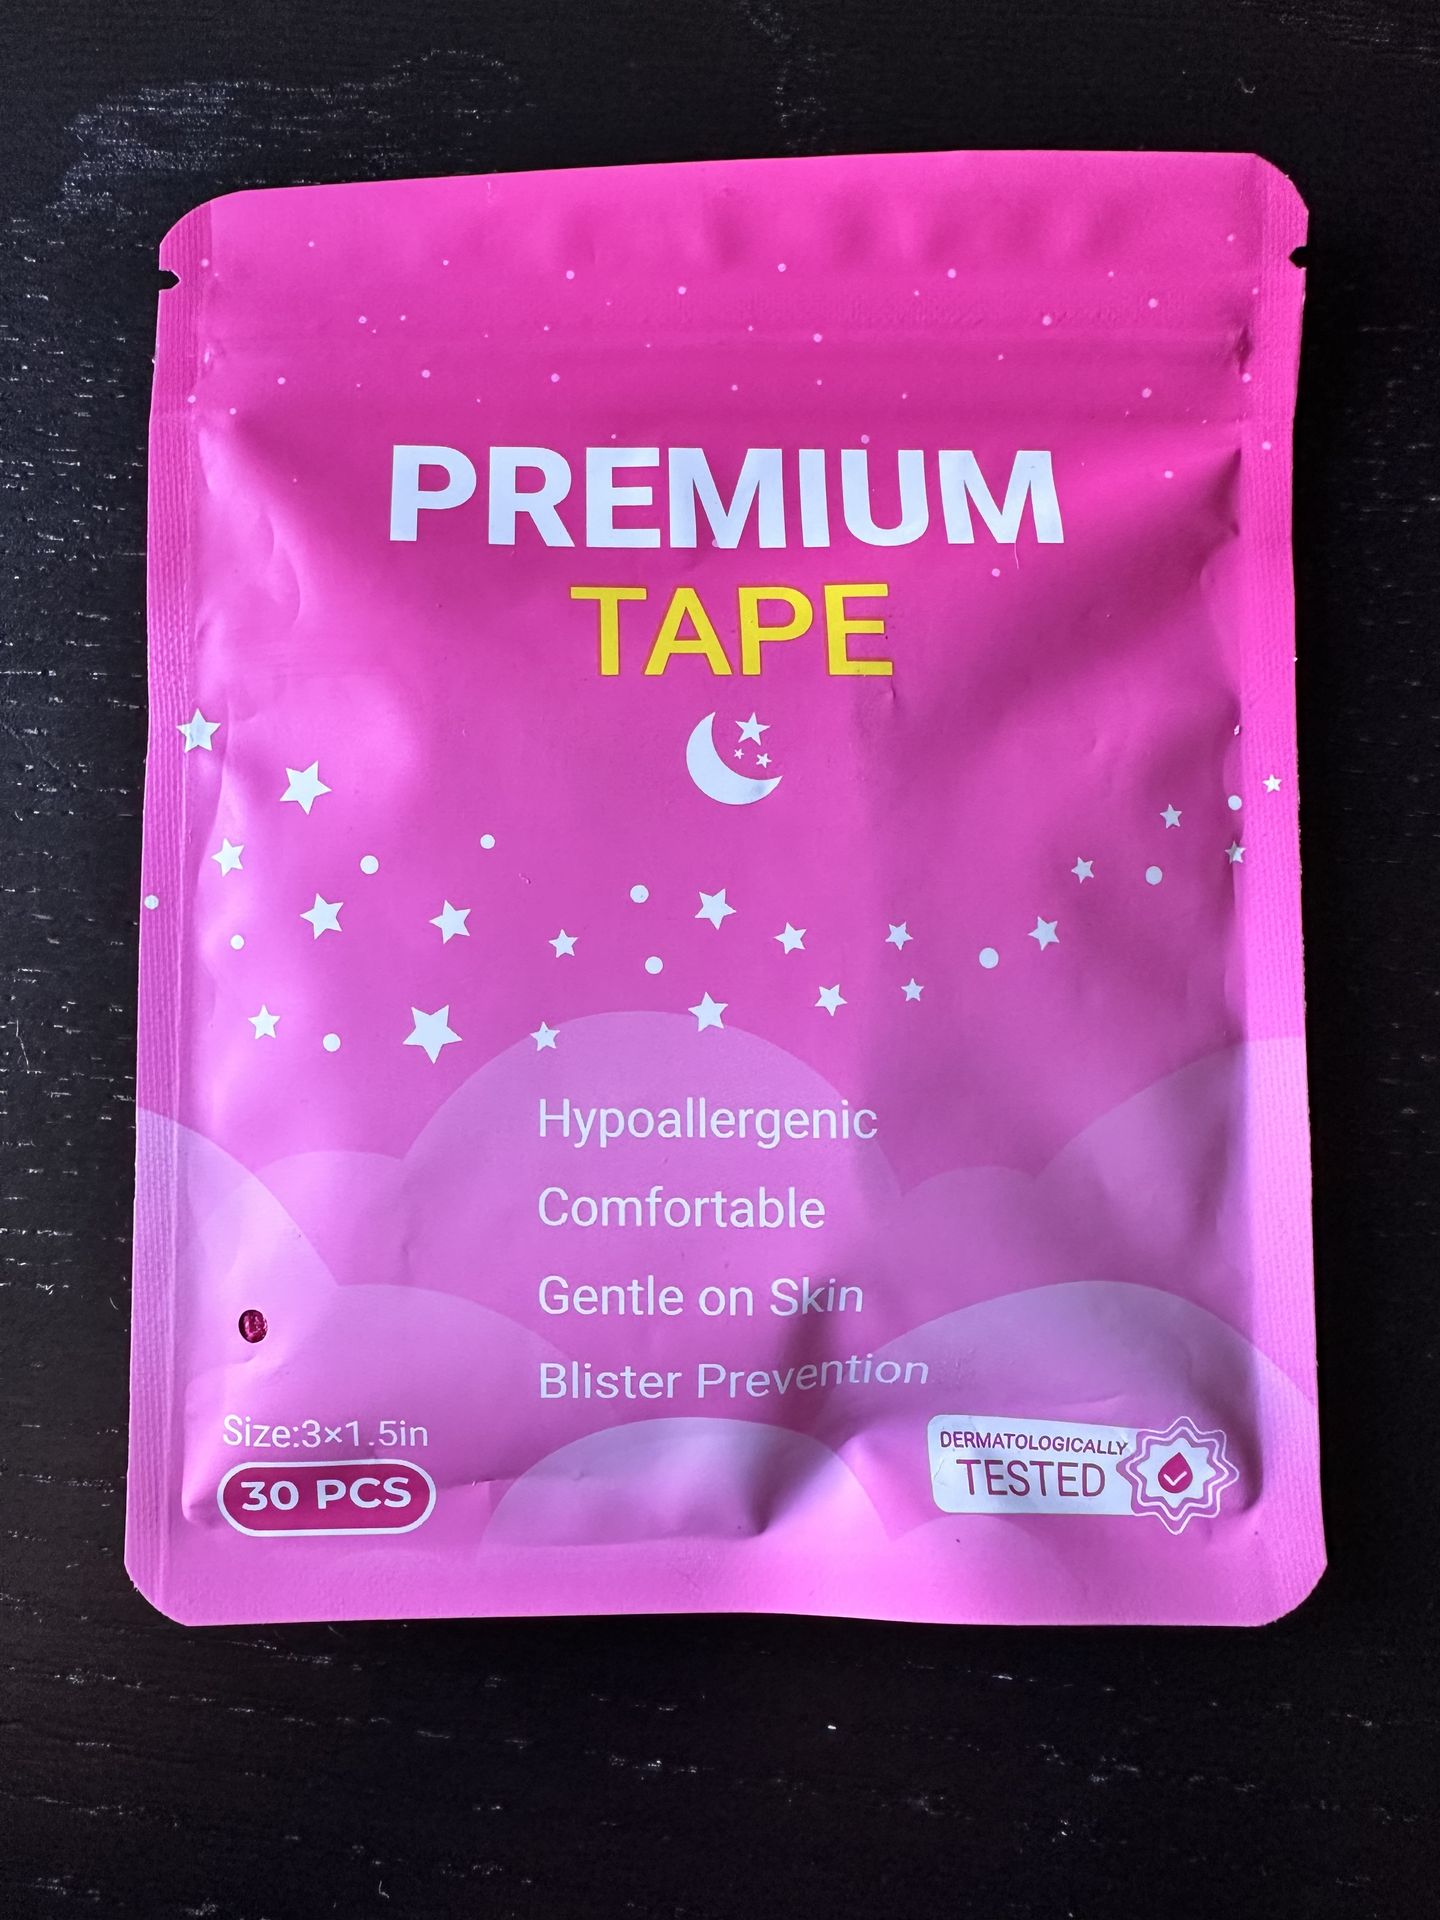 PREMIUM
TAPE
Hypoallergenic
Comfortable
Gentle on Skin
Blister Prevention
Size:3×1.5in
30 PCS
DERMATOLOGICALLY
TESTED